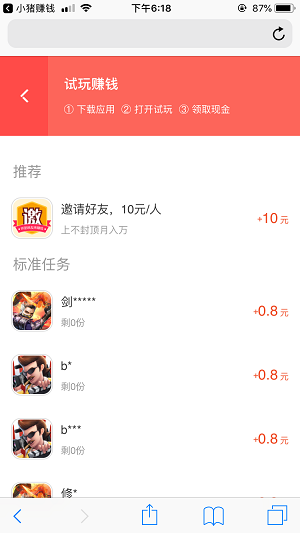 小猪赚钱 下午6:18 87%
试玩赚钱
① 下载应用 ② 打开试玩 ③ 领取现金
推荐
邀
邀请好友，10元/人
+10 元
上不封顶月入万
标准任务
剑*****
+0.8 元
剩0份
b*
+0.8 元
剩0份
b***
+0.8 元
剩0份
修*